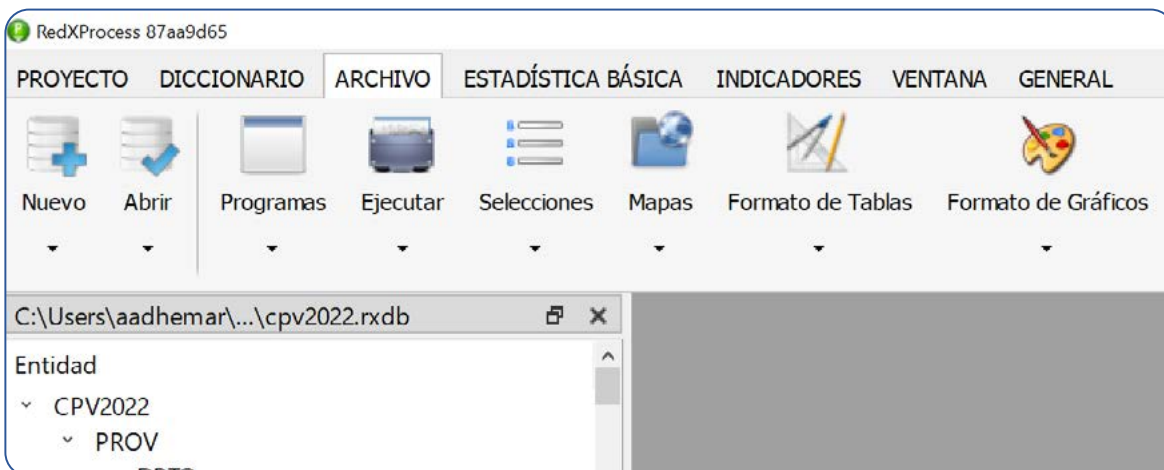 RedXProcess 87aa9d65
PROYECTO DICCIONARIO ARCHIVO ESTADÍSTICA BÁSICA INDICADORES VENTANA GENERAL
Nuevo Abrir Programas Ejecutar Selecciones Mapas Formato de Tablas Formato de Gráficos
C:\Users\aadhemar\...\cpv2022.rxdb
Entidad
CPV2022
PROV